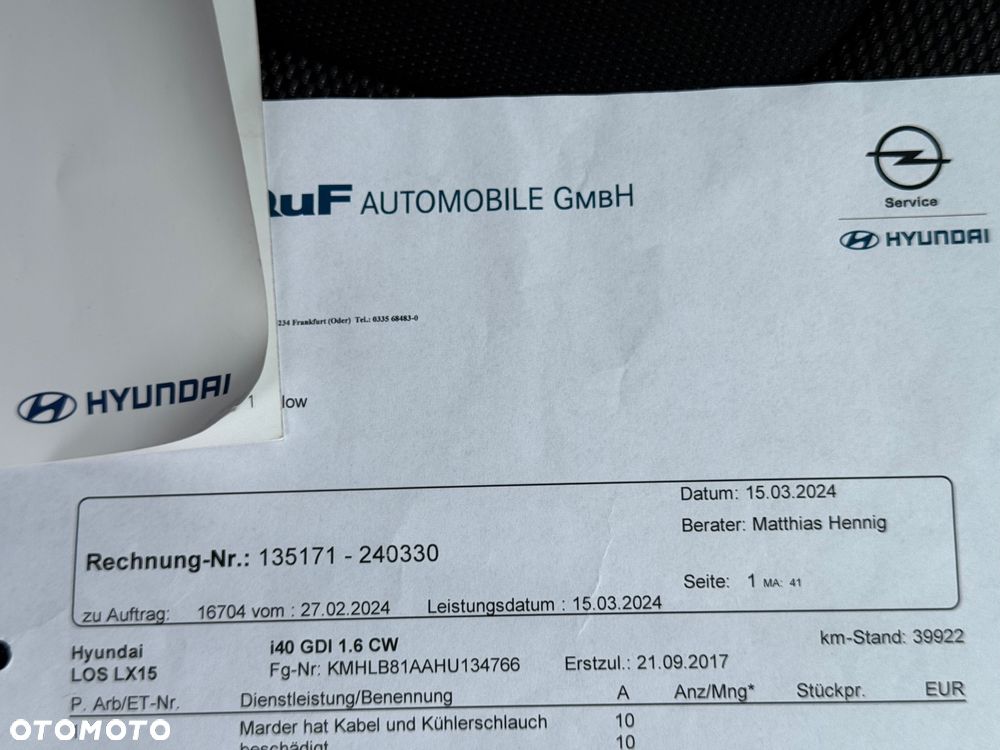 RuF AUTOMOBILE GMBH
Service
HYUNDAI
234 Frankfurt (Oder) Tel.: 0335 68483-0
HYUNDAI
1 low
Datum: 15.03.2024
Berater: Matthias Hennig
Rechnung-Nr.: 135171 - 240330
Seite: 1 MA: 41
zu Auftrag: 16704 vom : 27.02.2024 Leistungsdatum : 15.03.2024
Hyundai i40 GDI 1.6 CW km-Stand: 39922
LOS LX15 Fg-Nr: KMHLB81AAHU134766 Erstzul.: 21.09.2017
P. Arb/ET-Nr. Dienstleistung/Benennung A Anz/Mng* Stückpr. EUR
1 Marder hat Kabel und Kühlerschlauch 10
beschädigt 10
OTOMOTO